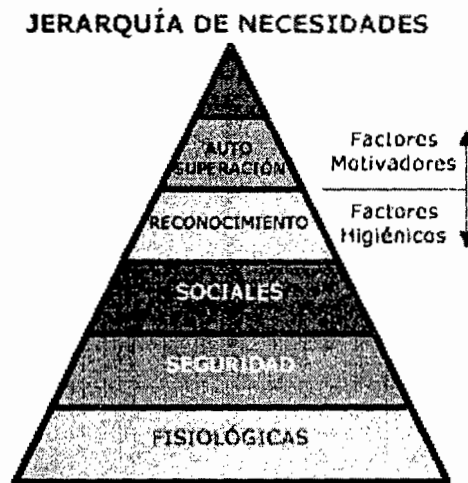 JERARQUÍA DE NECESIDADES
AUTO
SUPERACIÓN
Factores
Motivadores
RECONOCIMIENTO
Factores
Higiénicos
SOCIALES
SEGURIDAD
FISIOLÓGICAS